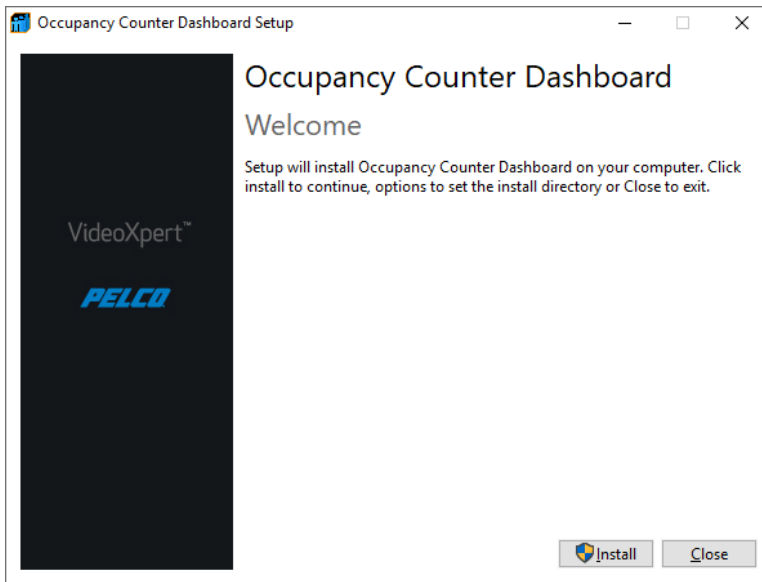 Occupancy Counter Dashboard Setup
Occupancy Counter Dashboard
Welcome
Setup will install Occupancy Counter Dashboard on your computer. Click
install to continue, options to set the install directory or Close to exit.
VideoXpert™
PELCO
Install
Close